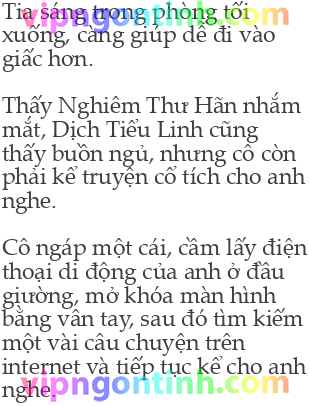 Tia sáng trong phòng tối
xuống, càng giúp dễ đi vào
giấc hơn.
Thấy Nghiêm Thư Hãn nhắm
mắt, Dịch Tiểu Linh cũng
thấy buồn ngủ, nhưng cô còn
phải kể truyện cổ tích cho anh
nghe.
Cô ngáp một cái, cầm lấy điện
thoại di động của anh ở đầu
giường, mở khóa màn hình
bằng vân tay, sau đó tìm kiếm
một vài câu chuyện trên
internet và tiếp tục kể cho anh
nghe.
vipngontinh.com
vipngontinh.com